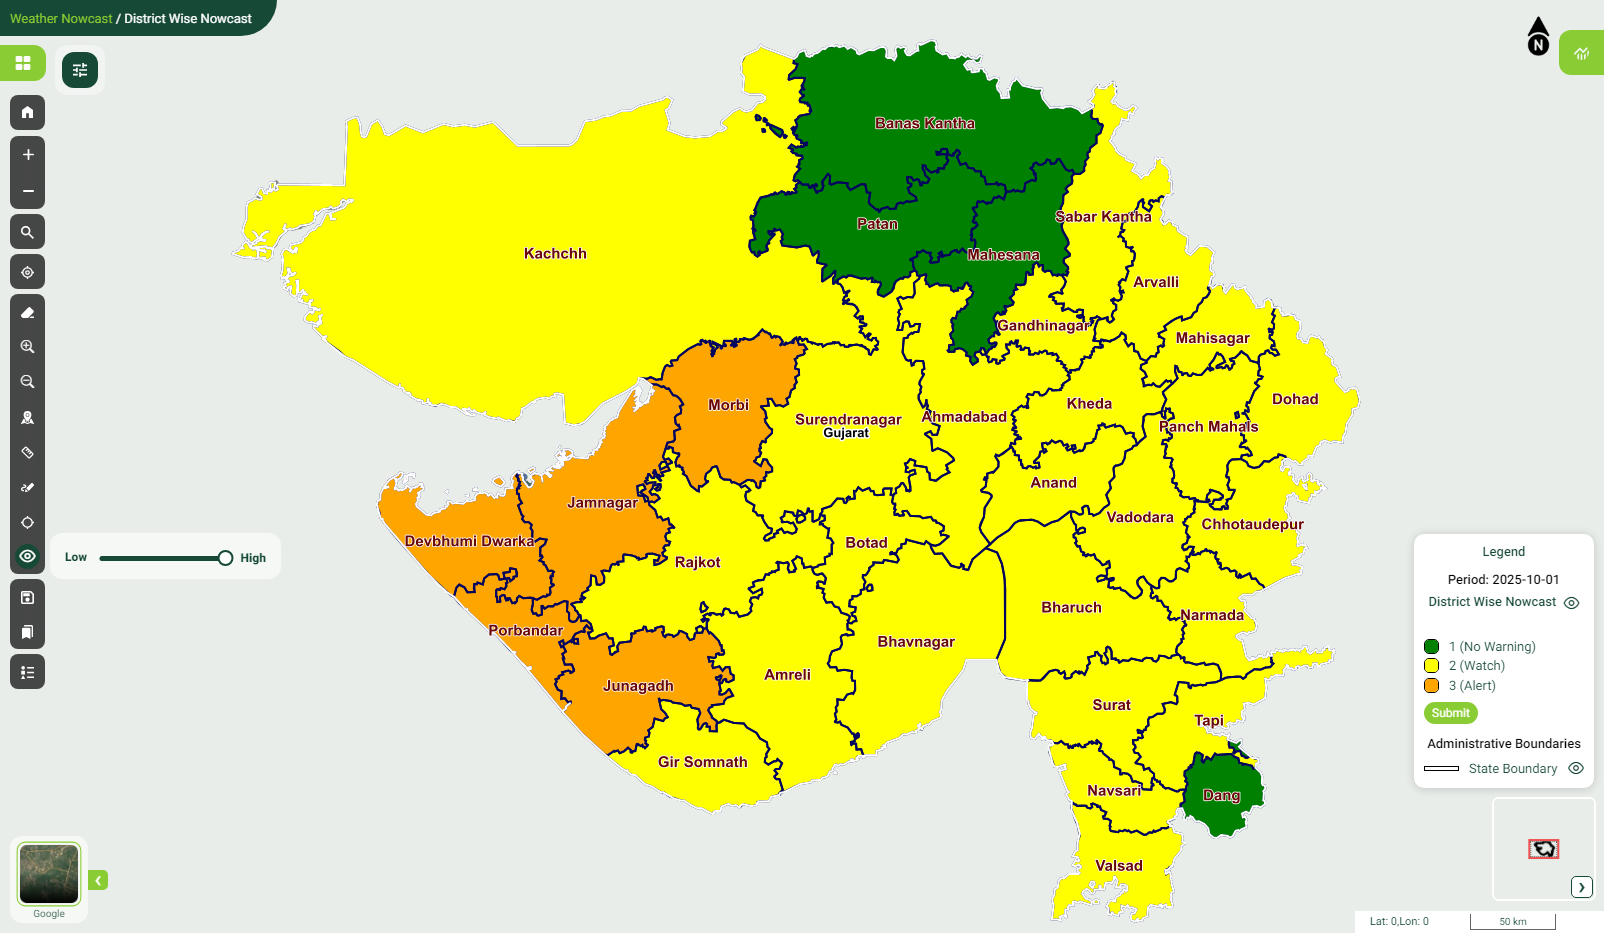 Weather Nowcast / District Wise Nowcast
N
Banas Kantha
Patan
Sabar Kantha
Kachchh
Mahesana
Arvalli
Gandhinagar
Mahisagar
Morbi
Surendranagar
Gujarat
Ahmadabad
Kheda
Dohad
Panch Mahals
Anand
Jamnagar
Vadodara
Chhotaudepur
Devbhumi Dwarka
Botad
Rajkot
Bharuch
Narmada
Porbandar
Bhavnagar
Junagadh
Amreli
Surat
Tapi
Gir Somnath
Navsari
Dang
Valsad
Low
High
Legend
Period: 2025-10-01
District Wise Nowcast
1 (No Warning)
2 (Watch)
3 (Alert)
Submit
Administrative Boundaries
State Boundary
Google
Lat: 0,Lon: 0
50 km